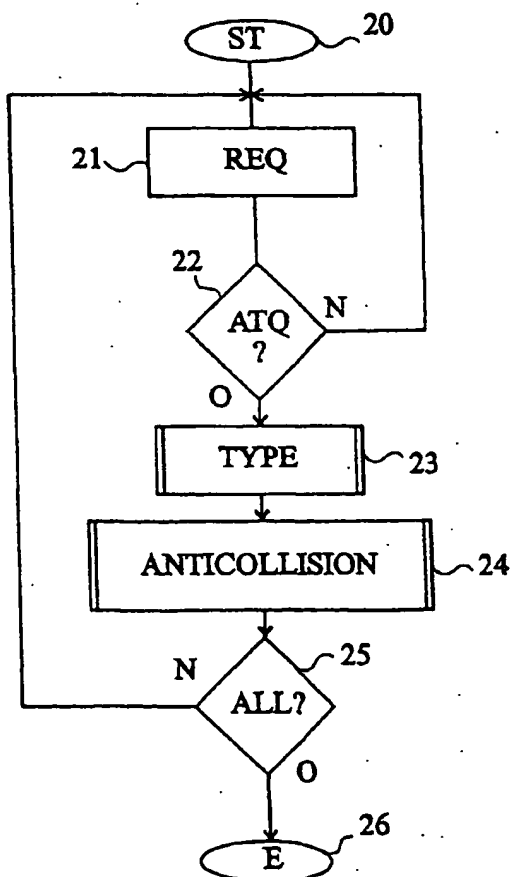 ST
20
21
REQ
22
ATQ
?
N
O
TYPE
23
ANTICOLLISION
24
25
N
ALL?
O
26
E